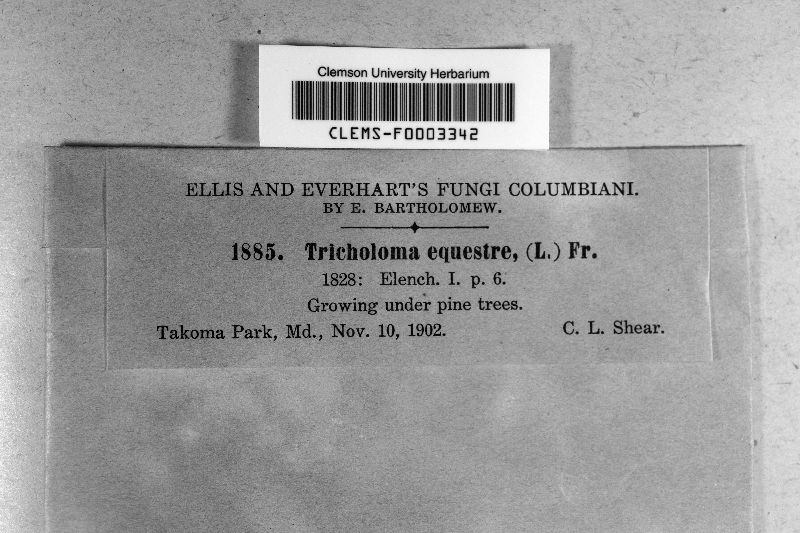 Clemson University Herbarium
CLEMS-F0003342
ELLIS AND EVERHART'S FUNGI COLUMBIANI.
BY E. BARTHOLOMEW.
1885. Tricholoma equestre, (L.) Fr.
1828: Elench. I. p. 6.
Growing under pine trees.
Takoma Park, Md., Nov. 10, 1902. C. L. Shear.